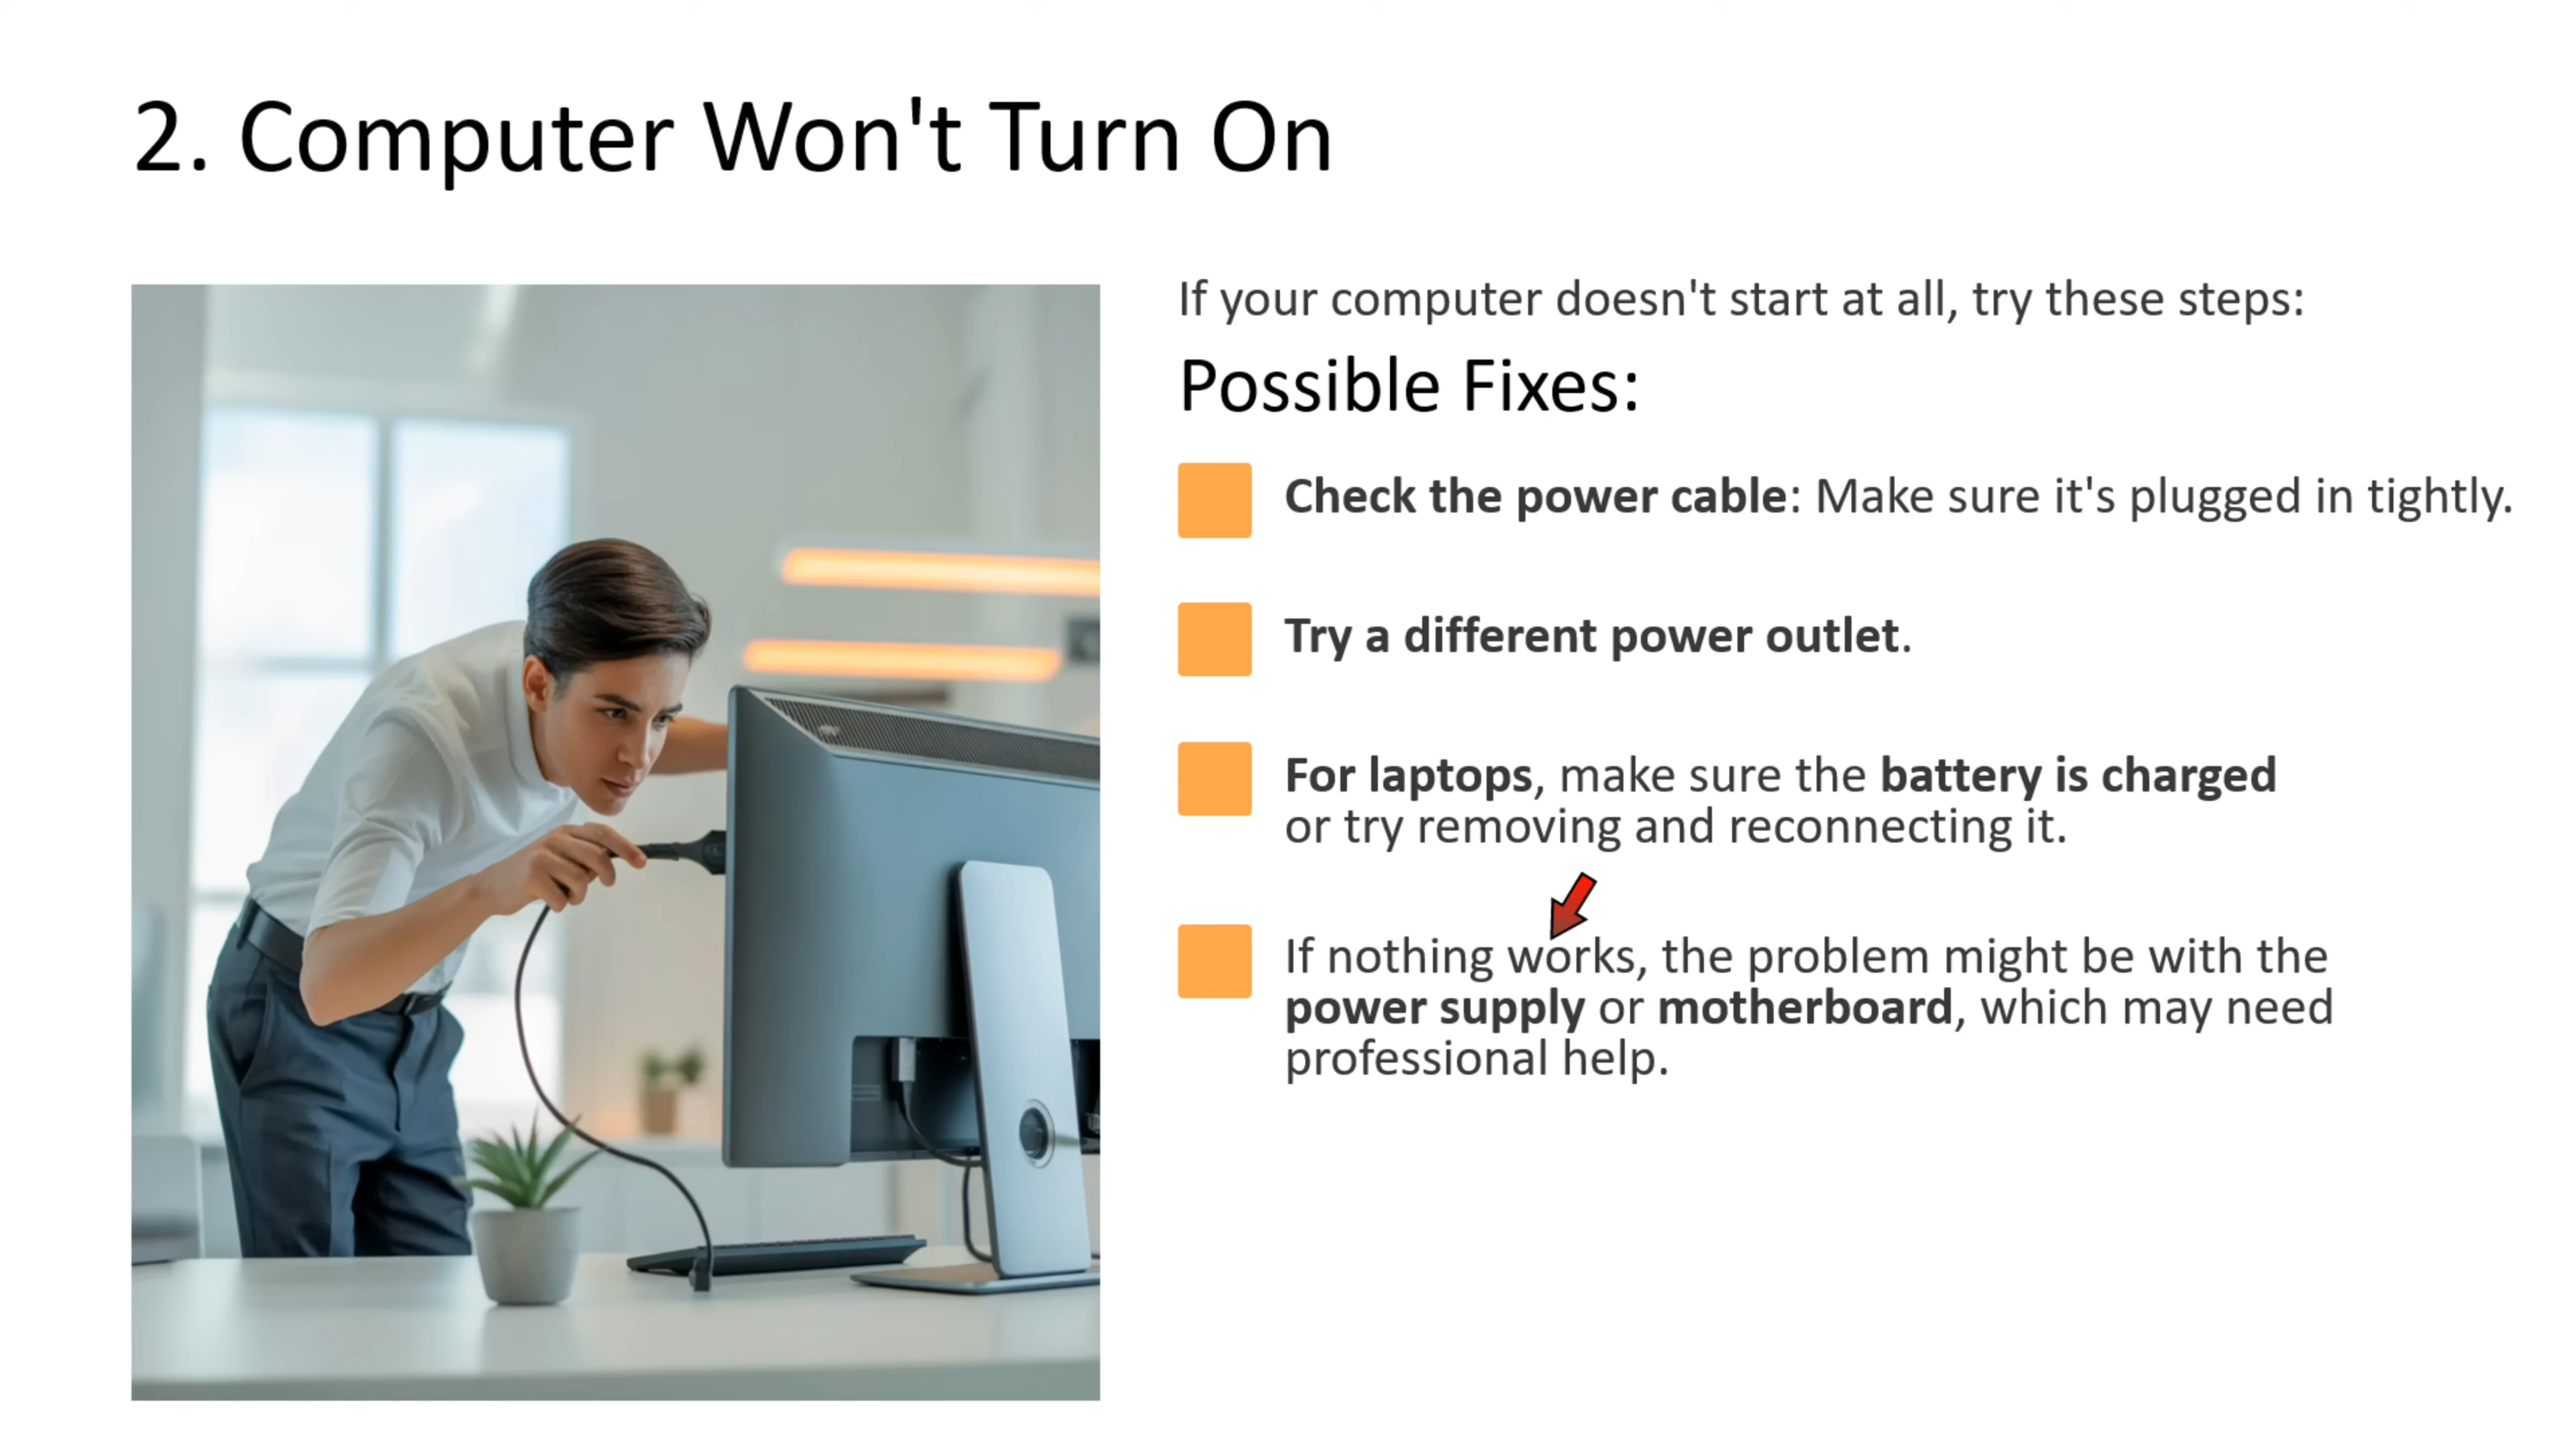 2. Computer Won't Turn On
If your computer doesn't start at all, try these steps:
Possible Fixes:
Check the power cable: Make sure it's plugged in tightly.
Try a different power outlet.
For laptops, make sure the battery is charged
or try removing and reconnecting it.
If nothing works, the problem might be with the
power supply or motherboard, which may need
professional help.